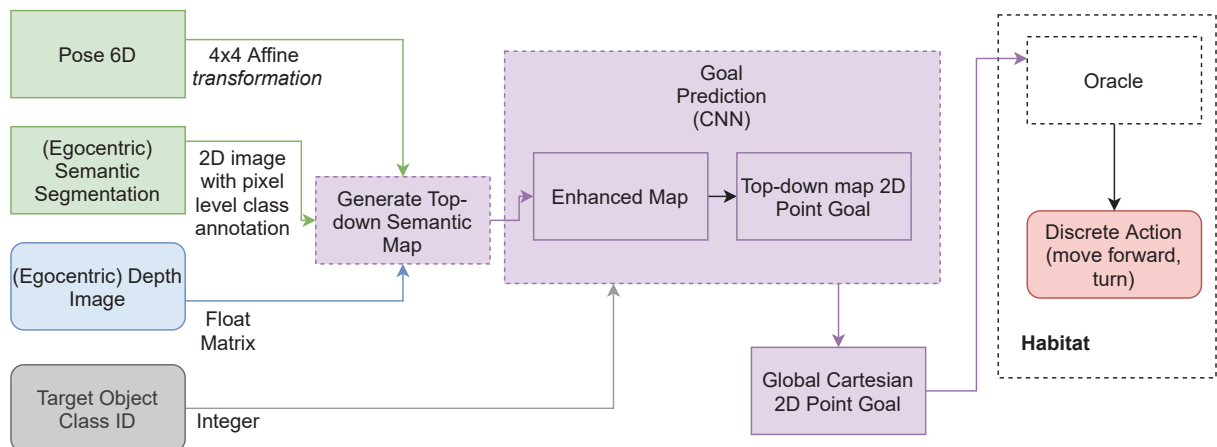 Pose 6D
4x4 Affine
transformation
(Egocentric)
Semantic
Segmentation
2D image
with pixel
level class
annotation
(Egocentric) Depth
Image
Float
Matrix
Target Object
Class ID
Integer
Generate Top-
down Semantic
Map
Goal
Prediction
(CNN)
Enhanced Map
Top-down map 2D
Point Goal
Global Cartesian
2D Point Goal
Oracle
Discrete Action
(move forward,
turn)
Habitat